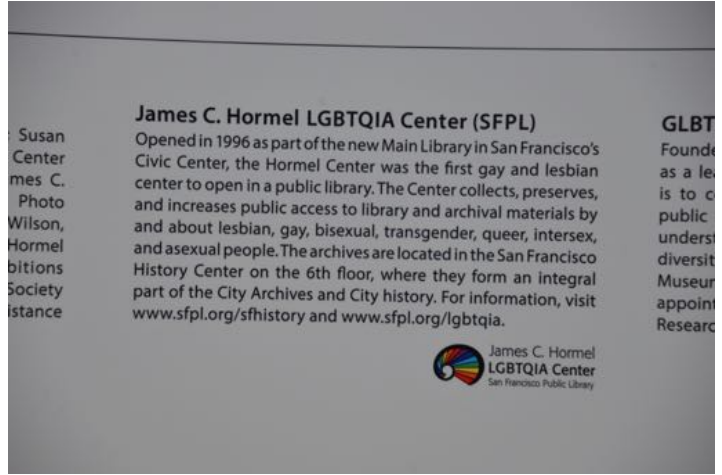 Susan
Center
mes C.
Photo
Wilson,
Hormel
bitions
Society
istance
James C. Hormel LGBTQIA Center (SFPL)
Opened in 1996 as part of the new Main Library in San Francisco's
Civic Center, the Hormel Center was the first gay and lesbian
center to open in a public library. The Center collects, preserves,
and increases public access to library and archival materials by
and about lesbian, gay, bisexual, transgender, queer, intersex,
and asexual people. The archives are located in the San Francisco
History Center on the 6th floor, where they form an integral
part of the City Archives and City history. For information, visit
www.sfpl.org/sfhistory and www.sfpl.org/lgbtqia.
James C. Hormel
LGBTQIA Center
San Francisco Public Library
GLBT
Founde
as a lea
is to c
public
underst
diversit
Museum
appoint
Researc